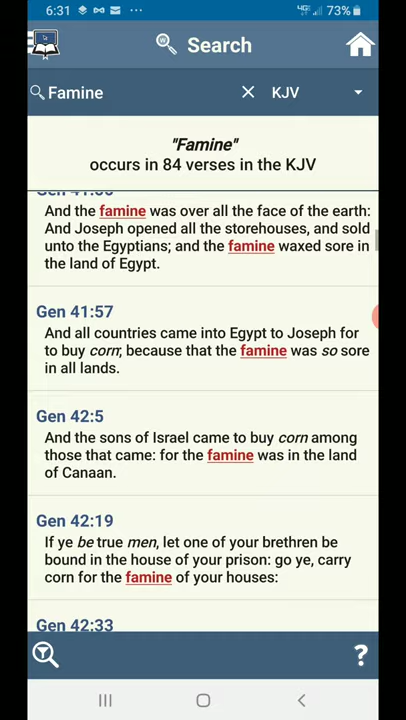 6:31 73%
Search
Famine KJV
"Famine"
occurs in 84 verses in the KJV
And the famine was over all the face of the earth:
And Joseph opened all the storehouses, and sold
unto the Egyptians; and the famine waxed sore in
the land of Egypt.
Gen 41:57
And all countries came into Egypt to Joseph for
to buy corn; because that the famine was so sore
in all lands.
Gen 42:5
And the sons of Israel came to buy corn among
those that came: for the famine was in the land
of Canaan.
Gen 42:19
If ye be true men, let one of your brethren be
bound in the house of your prison: go ye, carry
corn for the famine of your houses:
Gen 42:33
?